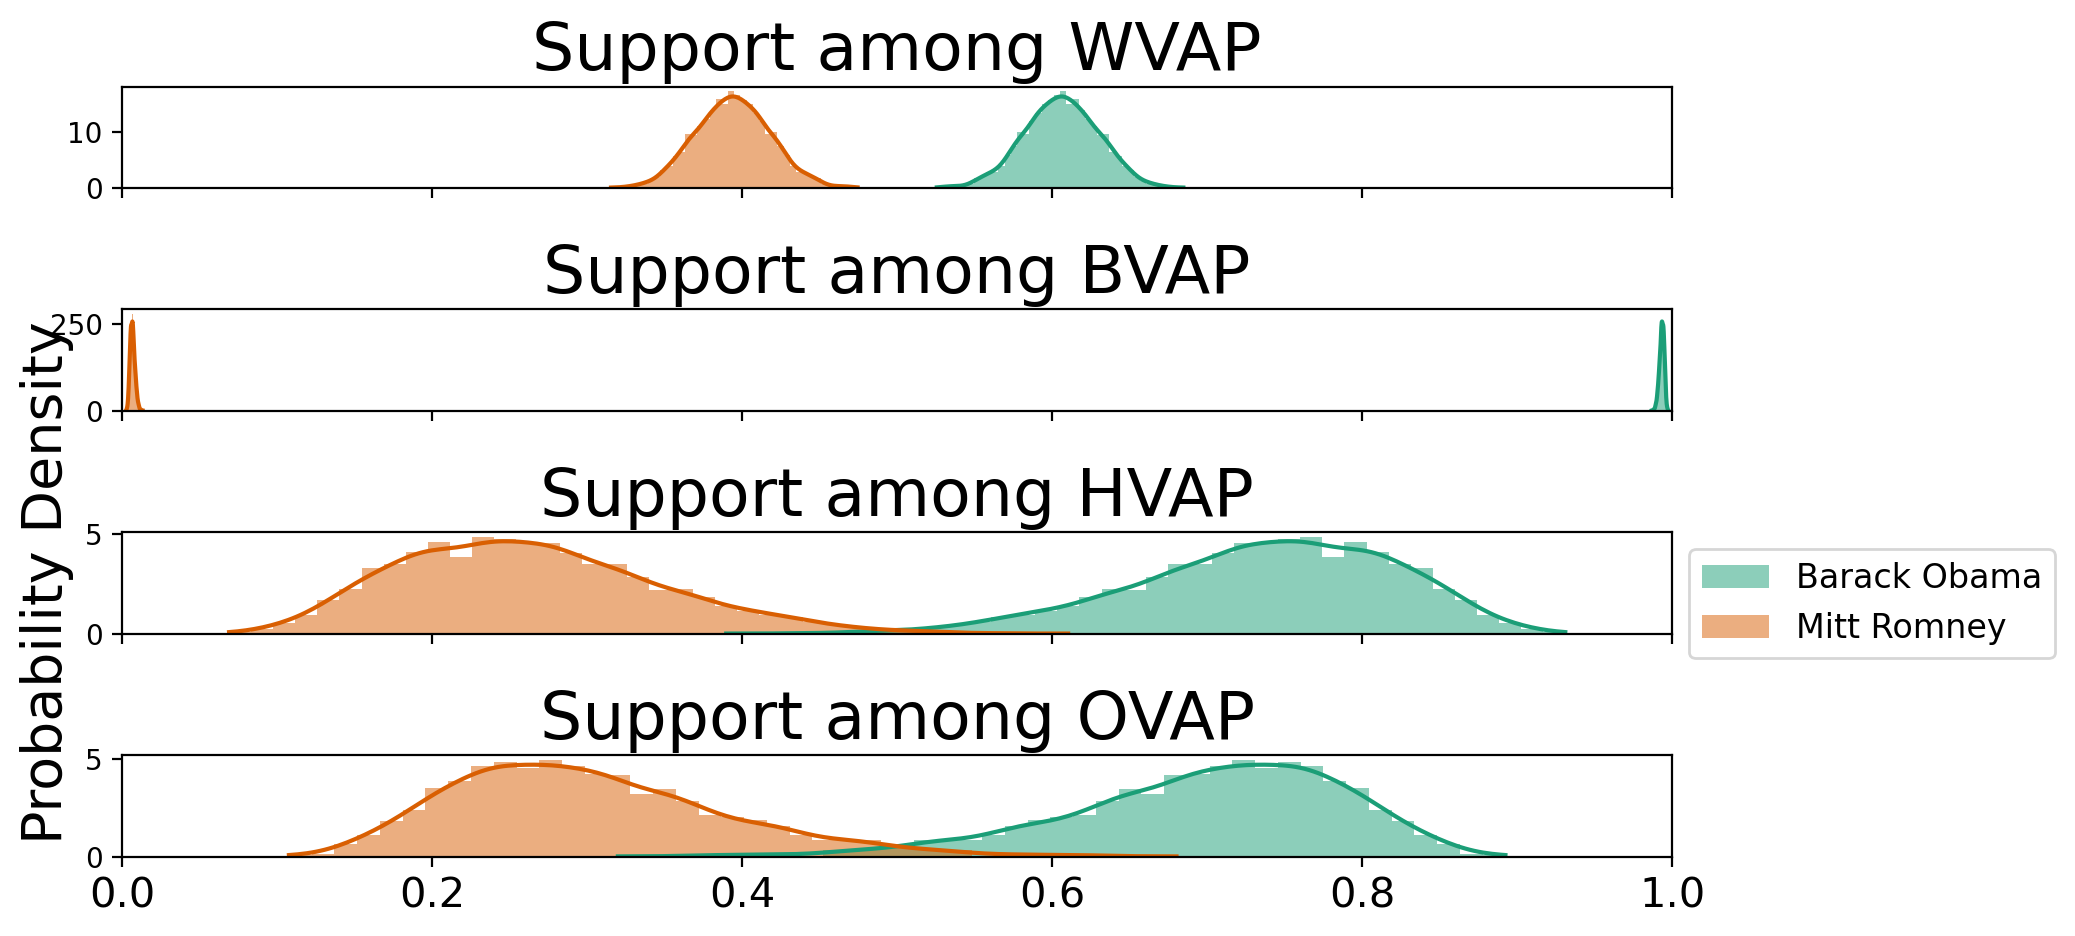 Support among WVAP
10
0
Support among BVAP
250
0
Support among HVAP
5
0
Support among OVAP
5
0
0.0 0.2 0.4 0.6 0.8 1.0
Probability Density
Barack Obama
Mitt Romney